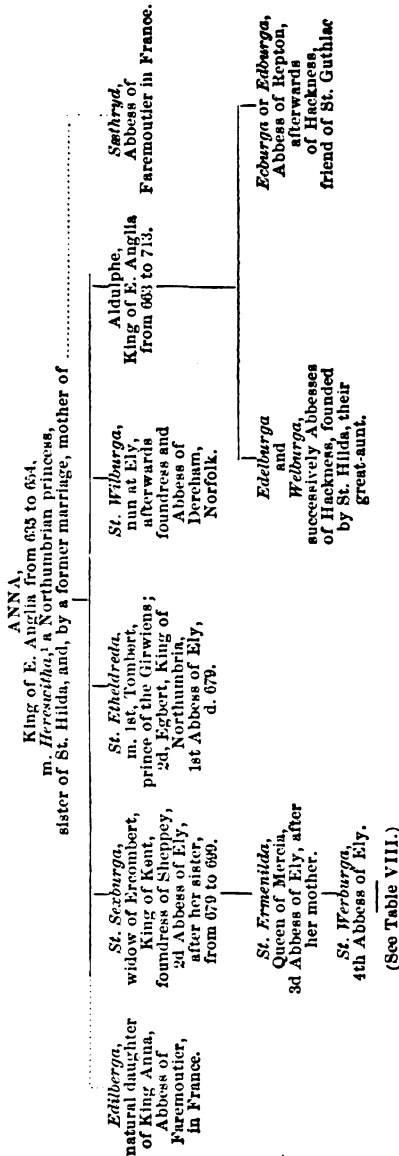 ANNA,
King of E. Anglia from 635 to 654.
m. Hereswitha,¹ a Northumbrian princess,
sister of St. Hilda, and, by a former marriage, mother of
Edilberga,
natural daughter
of King Anna,
Abbess of
Faremoutier,
in France.
St. Sexburga,
widow of Ercombert,
King of Kent,
foundress of Sheppey,
2d Abbess of Ely,
after her sister,
from 679 to 699.
St. Etheldreda.
m. 1st, Tombert,
prince of the Girwiens;
2d, Egbert, King of
Northumbria,
1st Abbess of Ely,
d. 679.
St. Wilburga,
nun at Ely,
afterwards
foundress and
Abbess of
Dereham,
Norfolk.
Aldulphe,
King of E. Anglia
from 663 to 713.
Sæthryd,
Abbess of
Faremoutier in France.
St. Ermenilda,
Queen of Mercia,
3d Abbess of Ely, after
her mother.
St. Werburga,
4th Abbess of Ely.
(See Table VIII.)
Edelburga
and
Welburga,
successively Abbesses
of Hackness, founded
by St. Hilda, their
great-aunt.
Ecburga or Edburga,
Abbess of Repton,
afterwards
of Hackness,
friend of St. Guthlac